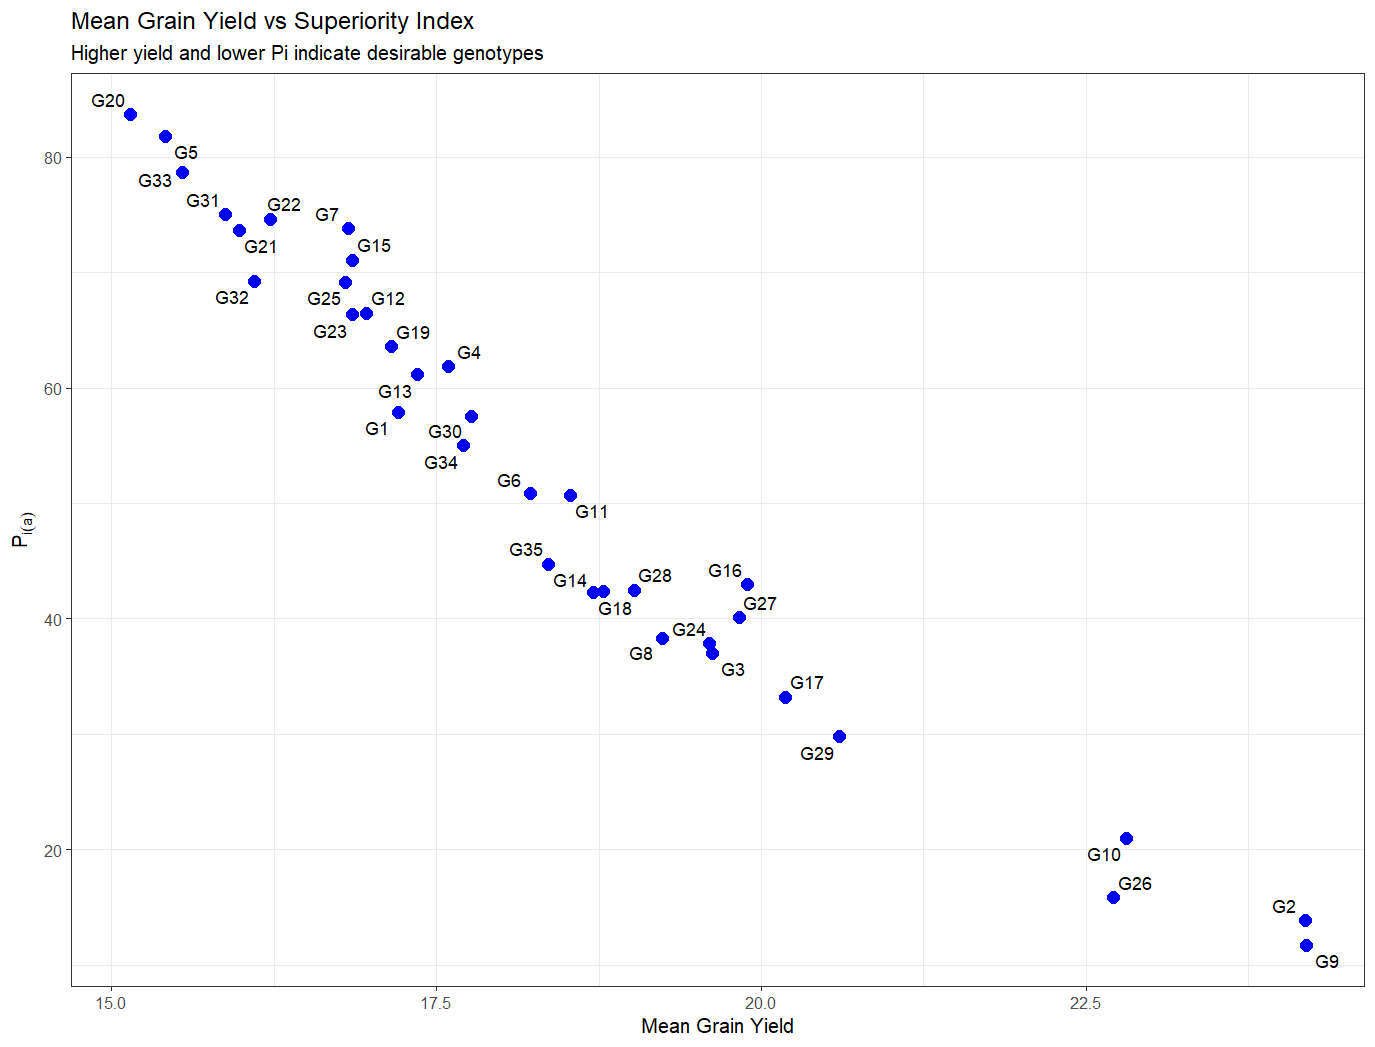 Mean Grain Yield vs Superiority Index
Higher yield and lower Pi indicate desirable genotypes
G20
G5
G33
G31
G22
G7
G21
G15
G32
G25
G12
G23
G19
G4
G13
G1
G30
G34
G6
G11
G35
G14
G28
G16
G18
G27
G24
G8
G3
G17
G29
G10
G26
G2
G9
80
60
40
20
P i(a)
15.0 17.5 20.0 22.5
Mean Grain Yield